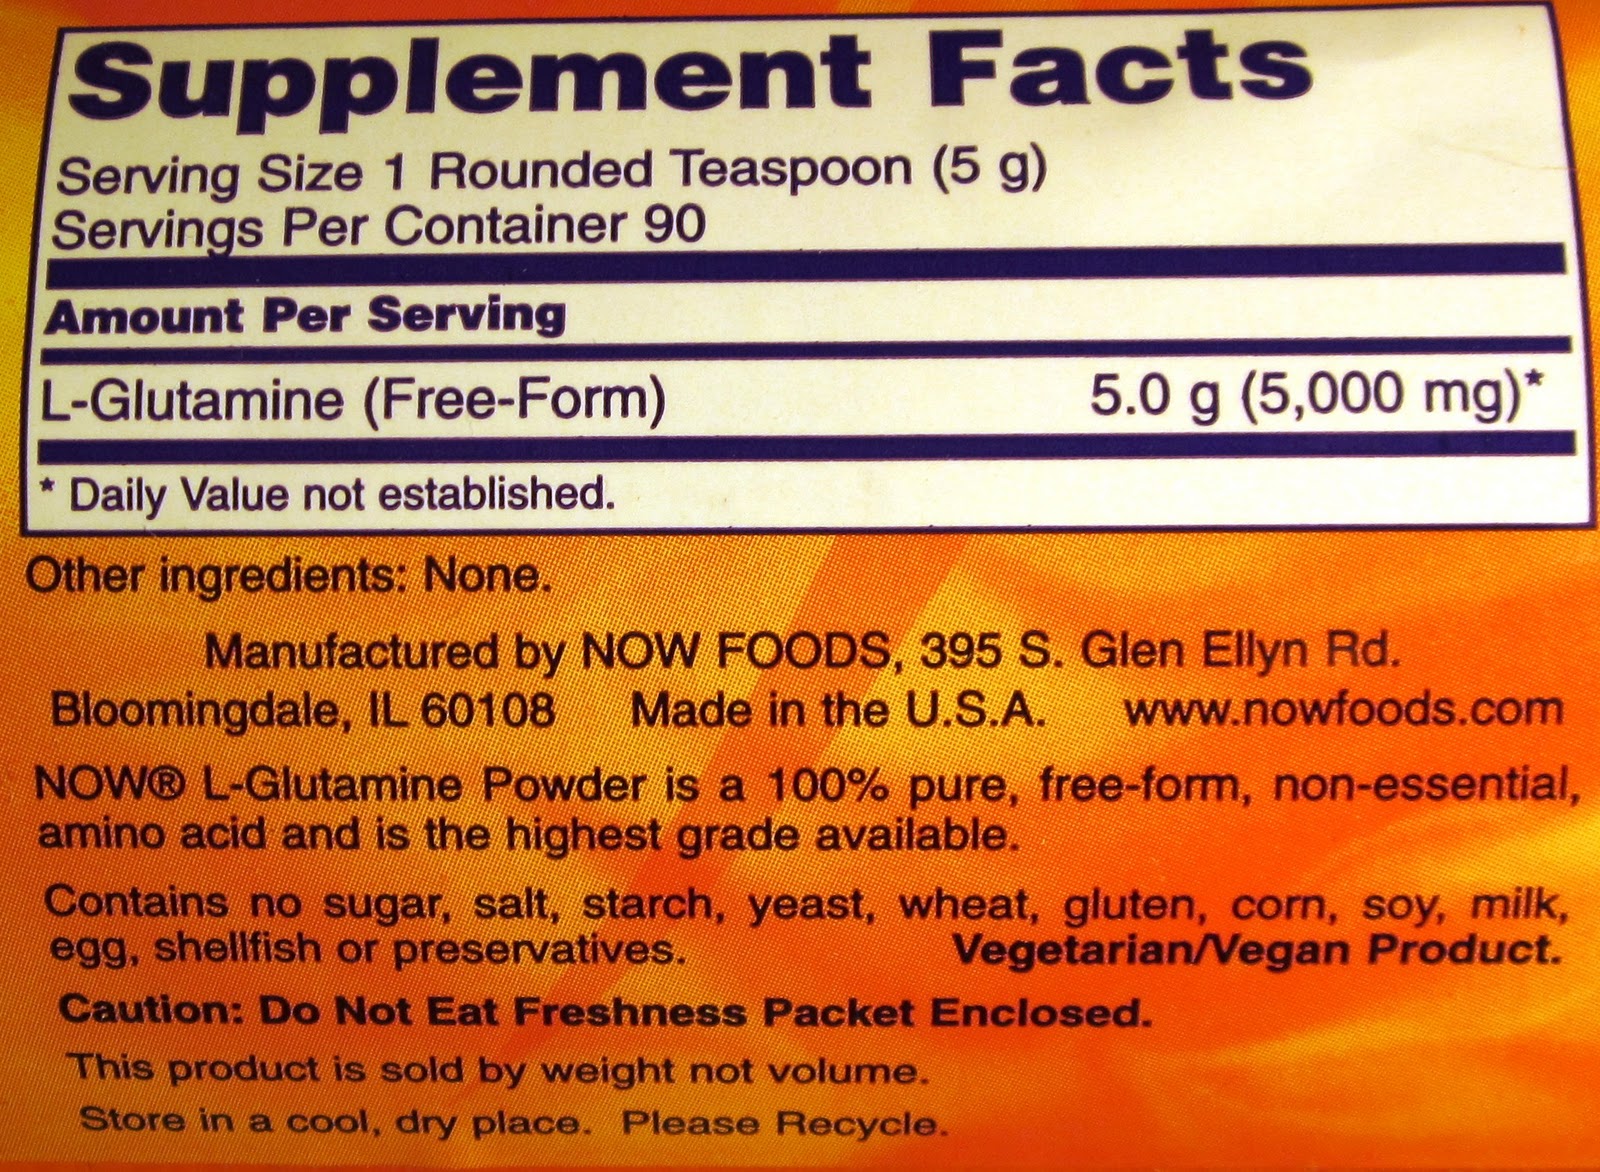 Supplement Facts
Serving Size 1 Rounded Teaspoon (5 g)
Servings Per Container 90
Amount Per Serving
L-Glutamine (Free-Form) 5.0 g (5,000 mg)*
* Daily Value not established.
Other ingredients: None.
Manufactured by NOW FOODS, 395 S. Glen Ellyn Rd.
Bloomingdale, IL 60108 Made in the U.S.A. www.nowfoods.com
NOW® L-Glutamine Powder is a 100% pure, free-form, non-essential,
amino acid and is the highest grade available.
Contains no sugar, salt, starch, yeast, wheat, gluten, corn, soy, milk,
egg, shellfish or preservatives. Vegetarian/Vegan Product.
Caution: Do Not Eat Freshness Packet Enclosed.
This product is sold by weight not volume.
Store in a cool, dry place. Please Recycle.